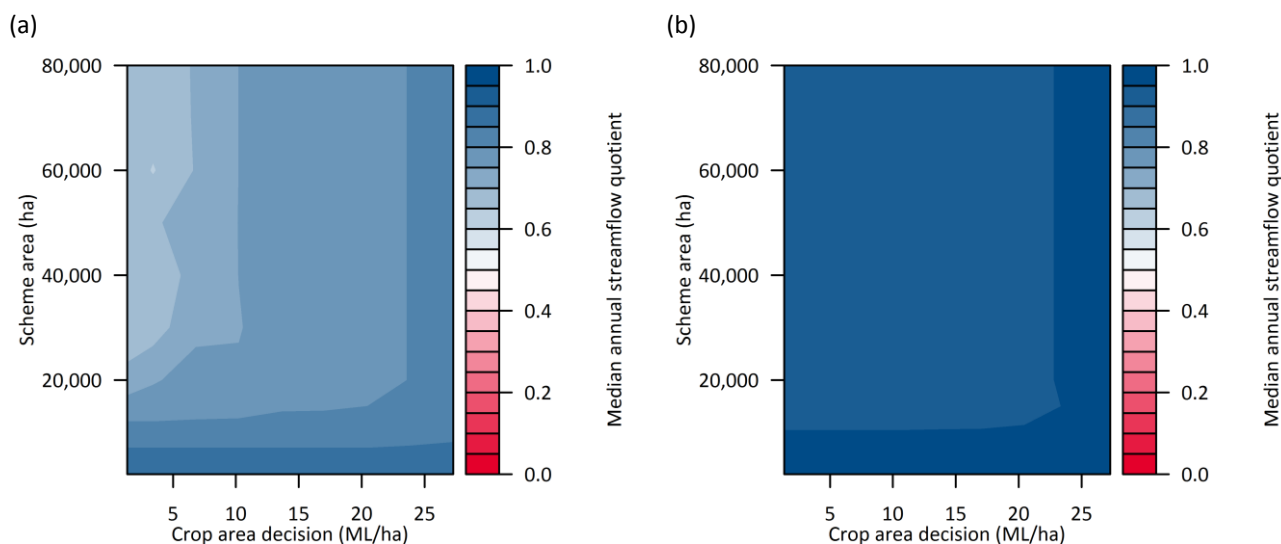 (a)
80,000
60,000
40,000
20,000
Scheme area (ha)
5 10 15 20 25
Crop area decision (ML/ha)
1.0
0.8
0.6
0.4
0.2
0.0
Median annual streamflow quotient
(b)
80,000
60,000
40,000
20,000
Scheme area (ha)
5 10 15 20 25
Crop area decision (ML/ha)
1.0
0.8
0.6
0.4
0.2
0.0
Median annual streamflow quotient